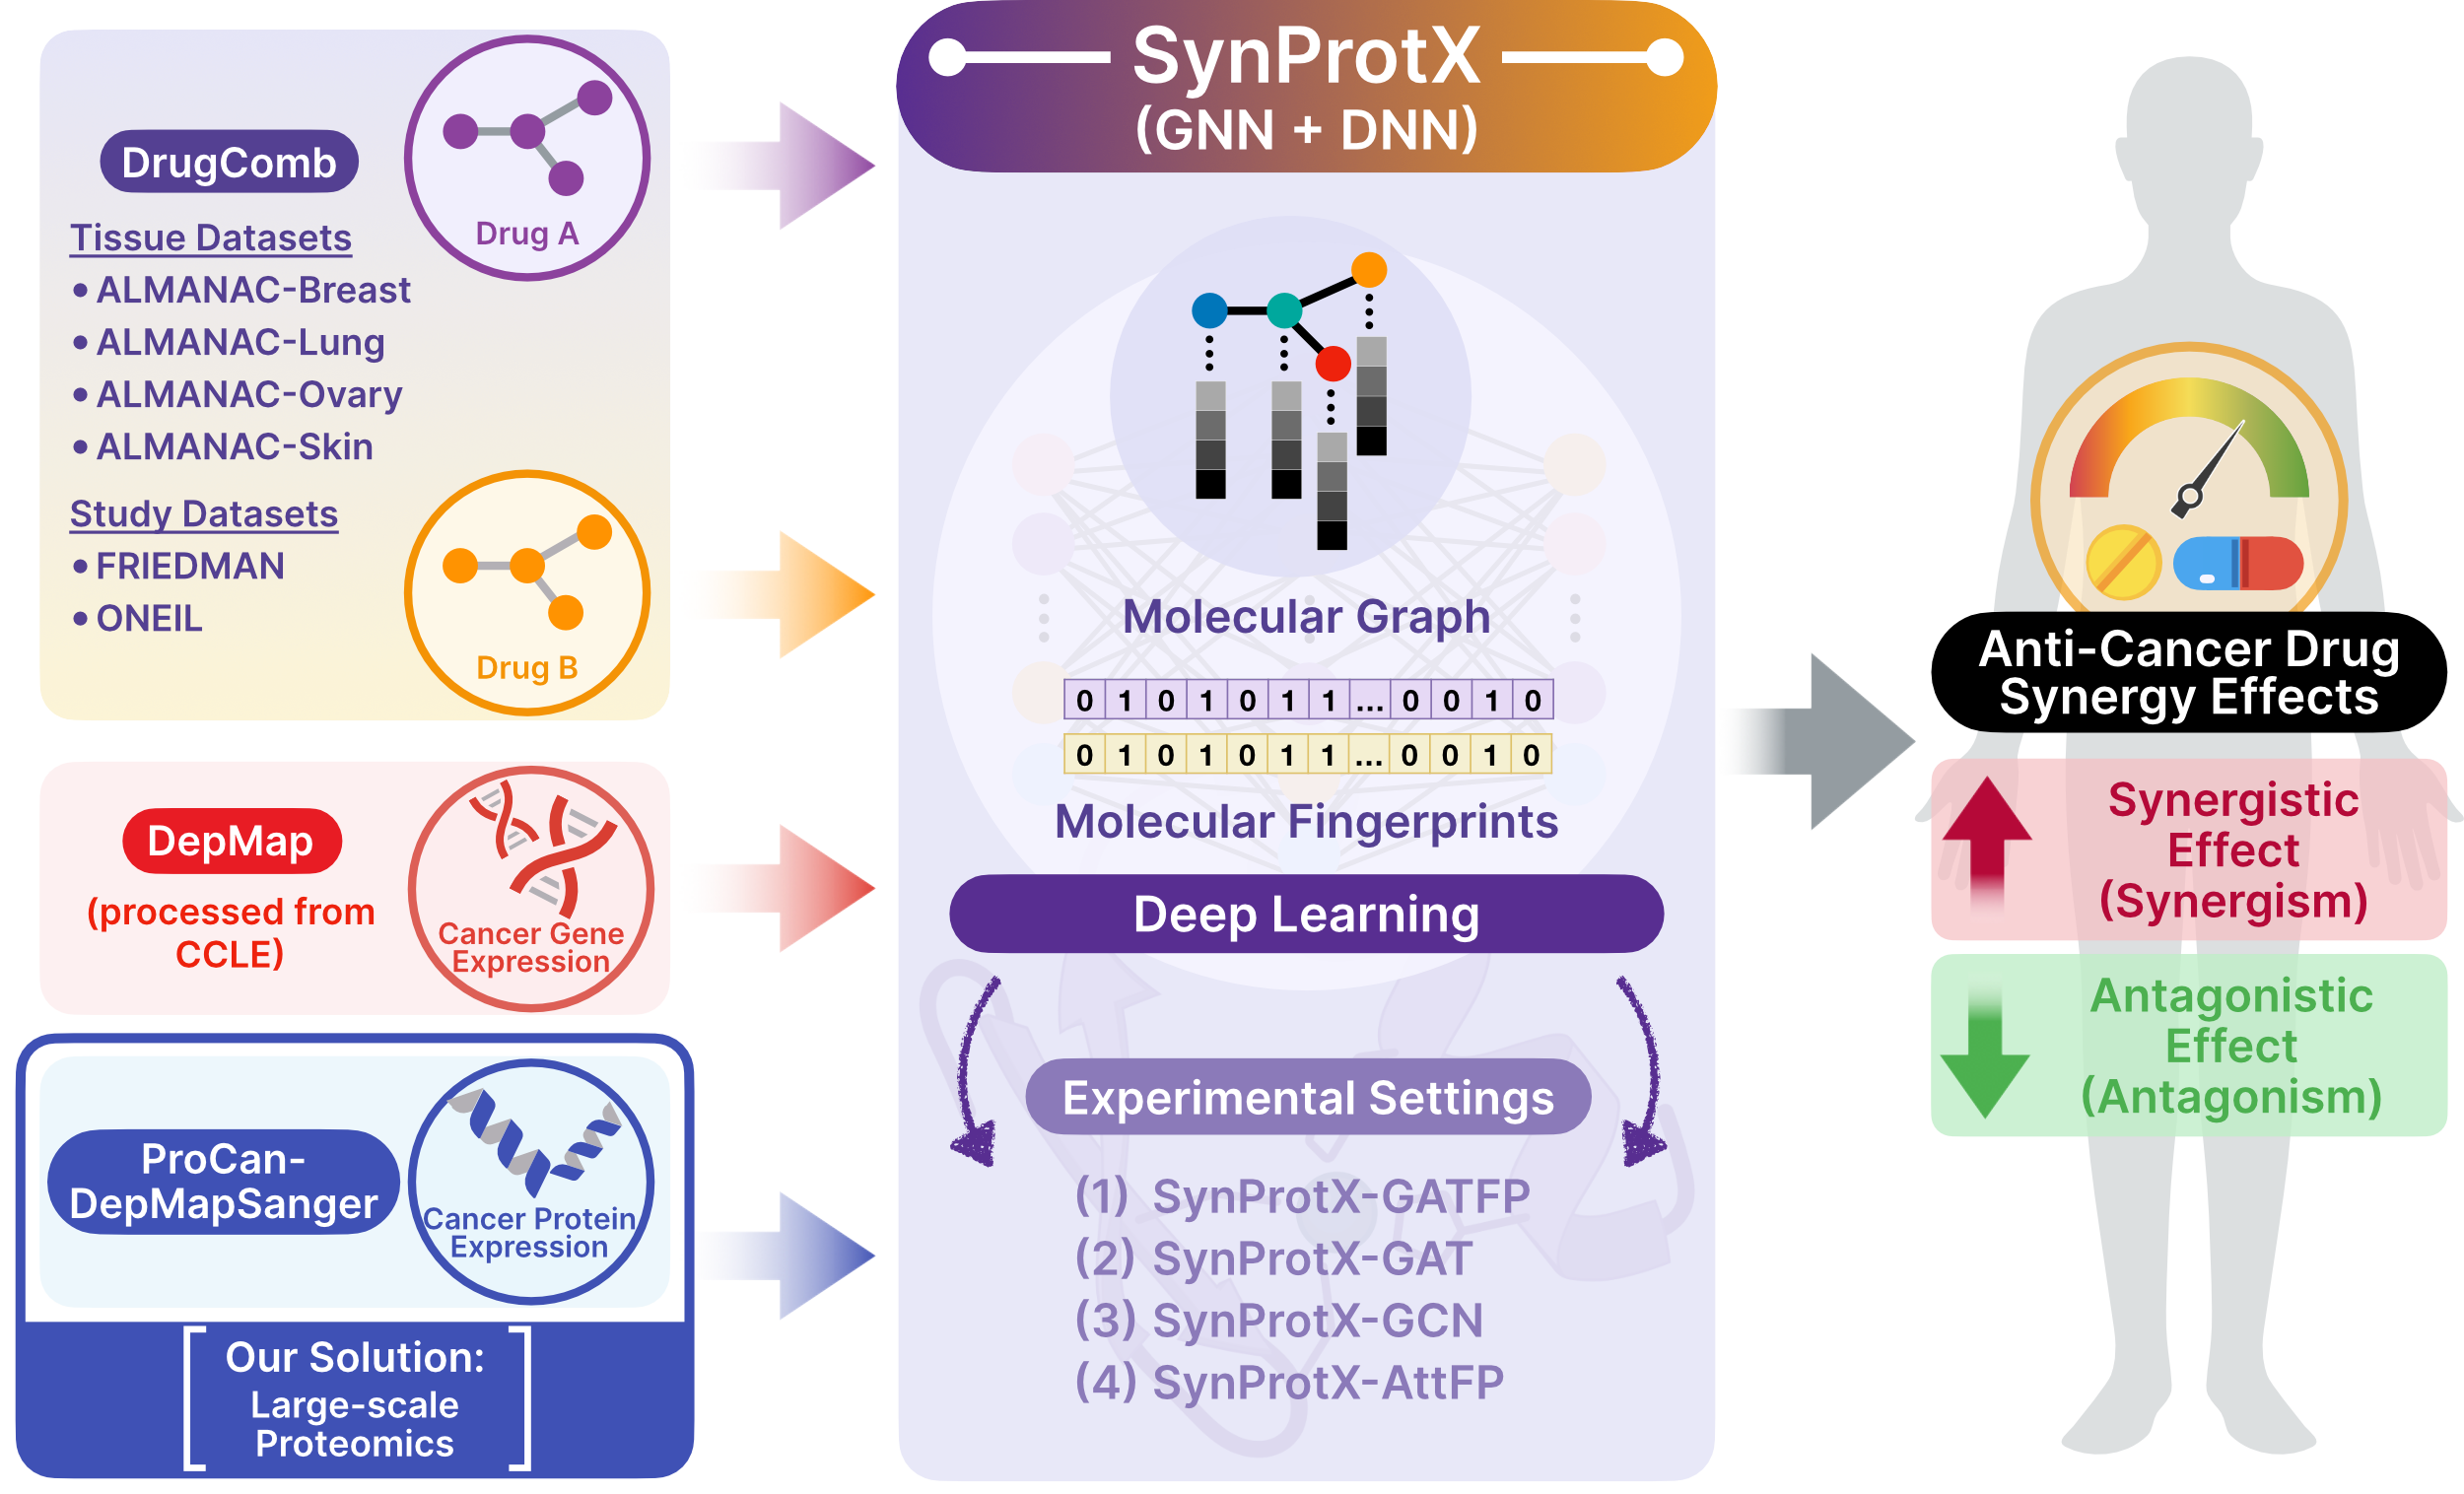 DrugComb
Tissue Datasets
• ALMANAC-Breast
• ALMANAC-Lung
• ALMANAC-Ovary
• ALMANAC-Skin
Study Datasets
• FRIEDMAN
• ONEIL
Drug A
Drug B
DepMap
(processed from
CCLE)
Cancer Gene
Expression
ProCan-
DepMapSanger
Cancer Protein
Expression
Our Solution:
Large-scale
Proteomics
SynProtX
(GNN + DNN)
Molecular Graph
0 1 0 1 0 1 1 ... 0 0 1 0
0 1 0 1 0 1 1 ... 0 0 1 0
Molecular Fingerprints
Deep Learning
Experimental Settings
(1) SynProtX-GATFP
(2) SynProtX-GAT
(3) SynProtX-GCN
(4) SynProtX-AttFP
Anti-Cancer Drug
Synergy Effects
Synergistic
Effect
(Synergism)
Antagonistic
Effect
(Antagonism)